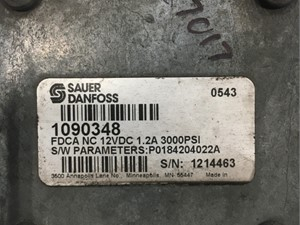 7017
SAUER
DANFOSS
0543
1090348
FDCA NC 12VDC 1.2A 3000PSI
S/W PARAMETERS:P0184204022A
S/N: 1214463
3500 Annapolis Lane No. Minneapolis, MN 55447 Made in